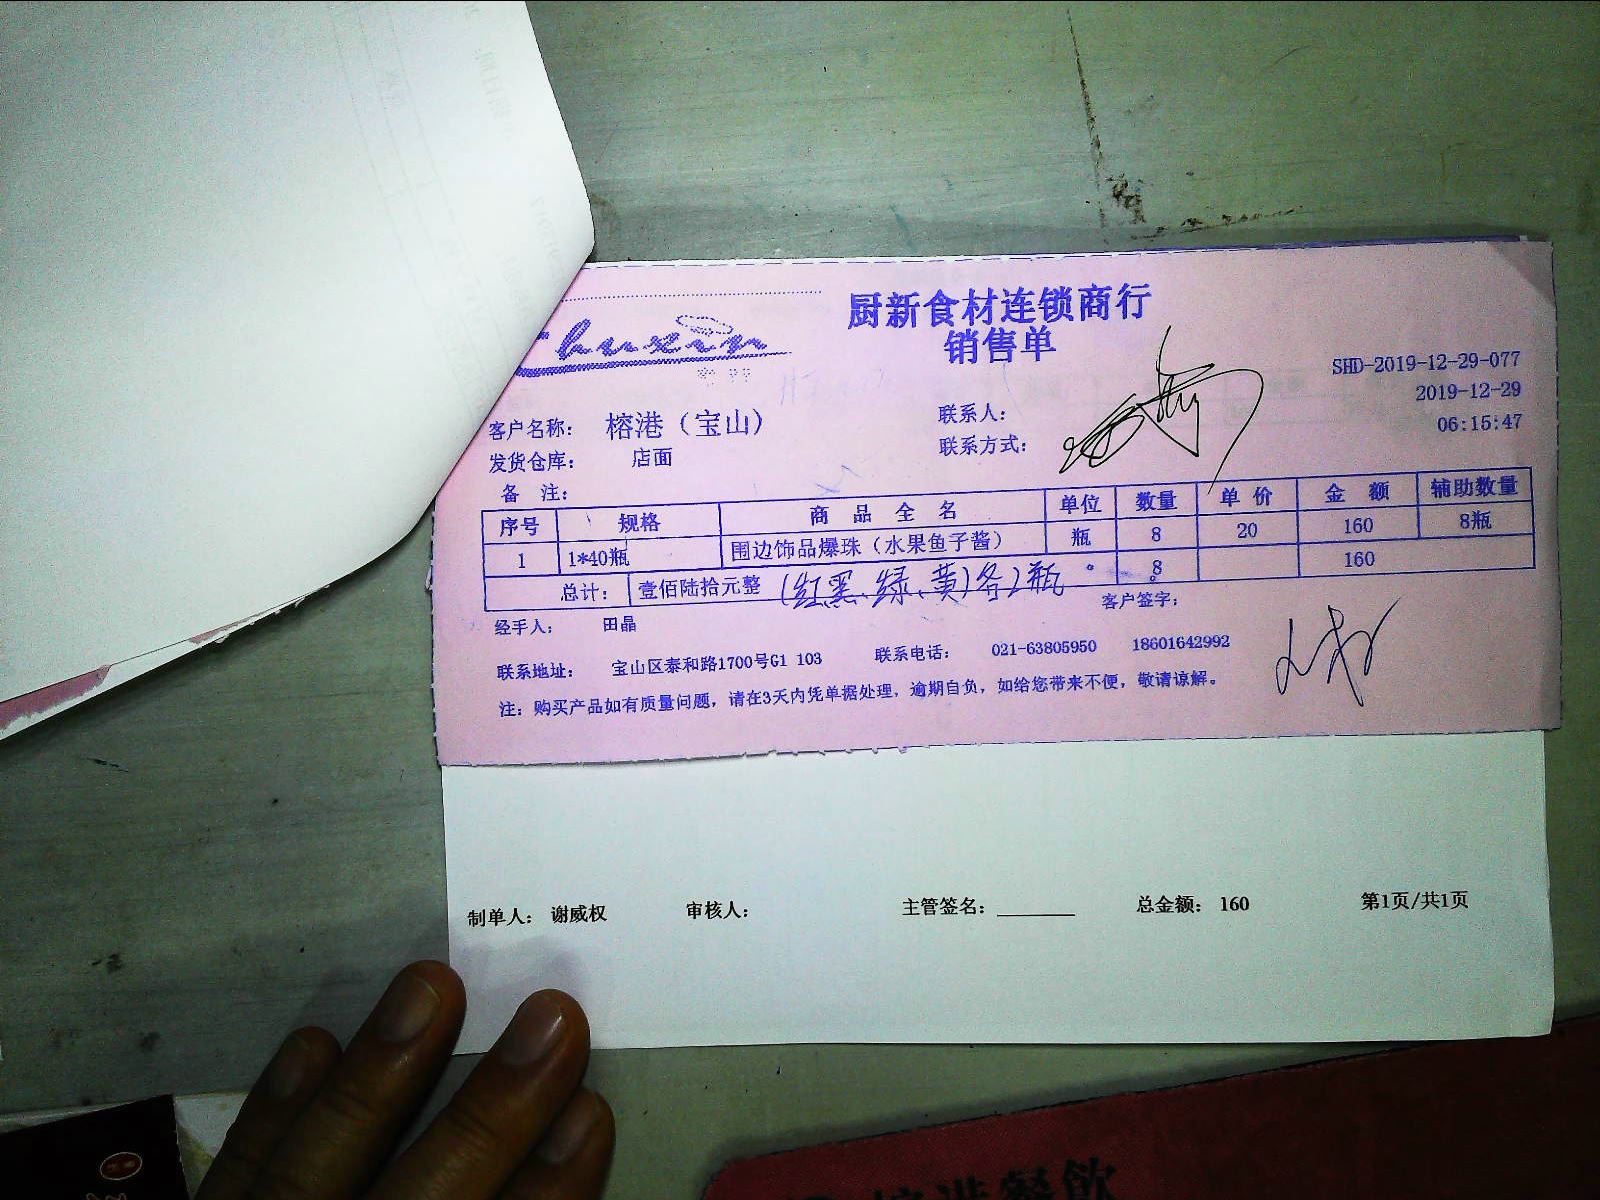 厨新食材连锁商行
销售单
SHD-2019-12-29-077
2019-12-29
06:15:47
客户名称： 榕港（宝山） 联系人：
发货仓库： 店面 联系方式：
备 注：
序号 规格 商品全名 单位 数量 单价 金额 辅助数量
1 1*40瓶 围边饰品爆珠（水果鱼子酱） 瓶 8 20 160 8瓶
总计： 壹佰陆拾元整 (红.黑.绿.黄)各2瓶 8 160
客户签字：
经手人： 田晶
联系地址： 宝山区泰和路1700号G1 103 联系电话： 021-63805950 18601642992
注：购买产品如有质量问题，请在3天内凭单据处理，逾期自负，如给您带来不便，敬请谅解。
制单人： 谢威权 审核人： 主管签名： 总金额： 160 第1页/共1页